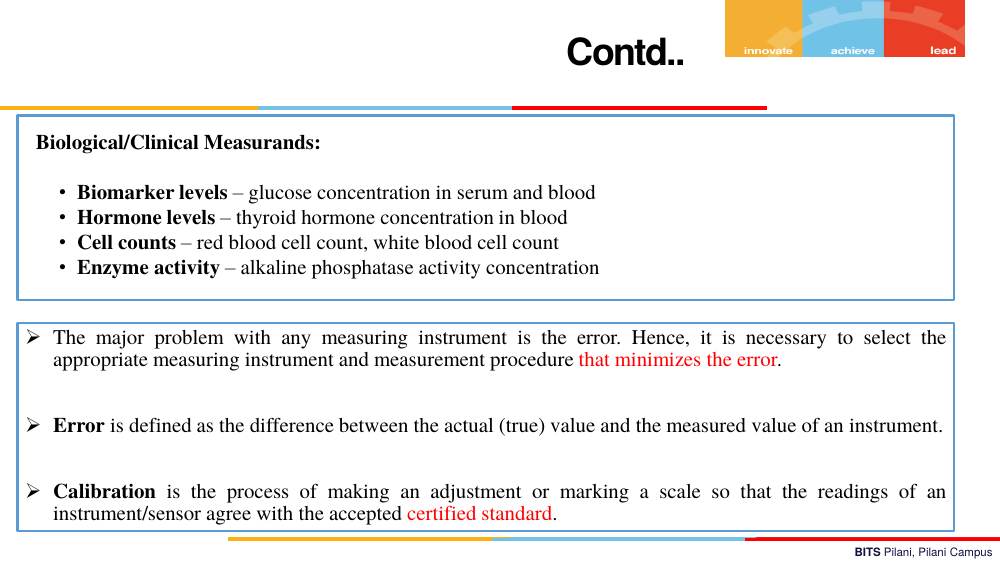 Contd..
innovate achieve lead
Biological/Clinical Measurands:
• Biomarker levels – glucose concentration in serum and blood
• Hormone levels – thyroid hormone concentration in blood
• Cell counts – red blood cell count, white blood cell count
• Enzyme activity – alkaline phosphatase activity concentration
➢ The major problem with any measuring instrument is the error. Hence, it is necessary to select the
appropriate measuring instrument and measurement procedure that minimizes the error.
➢ Error is defined as the difference between the actual (true) value and the measured value of an instrument.
➢ Calibration is the process of making an adjustment or marking a scale so that the readings of an
instrument/sensor agree with the accepted certified standard.
BITS Pilani, Pilani Campus